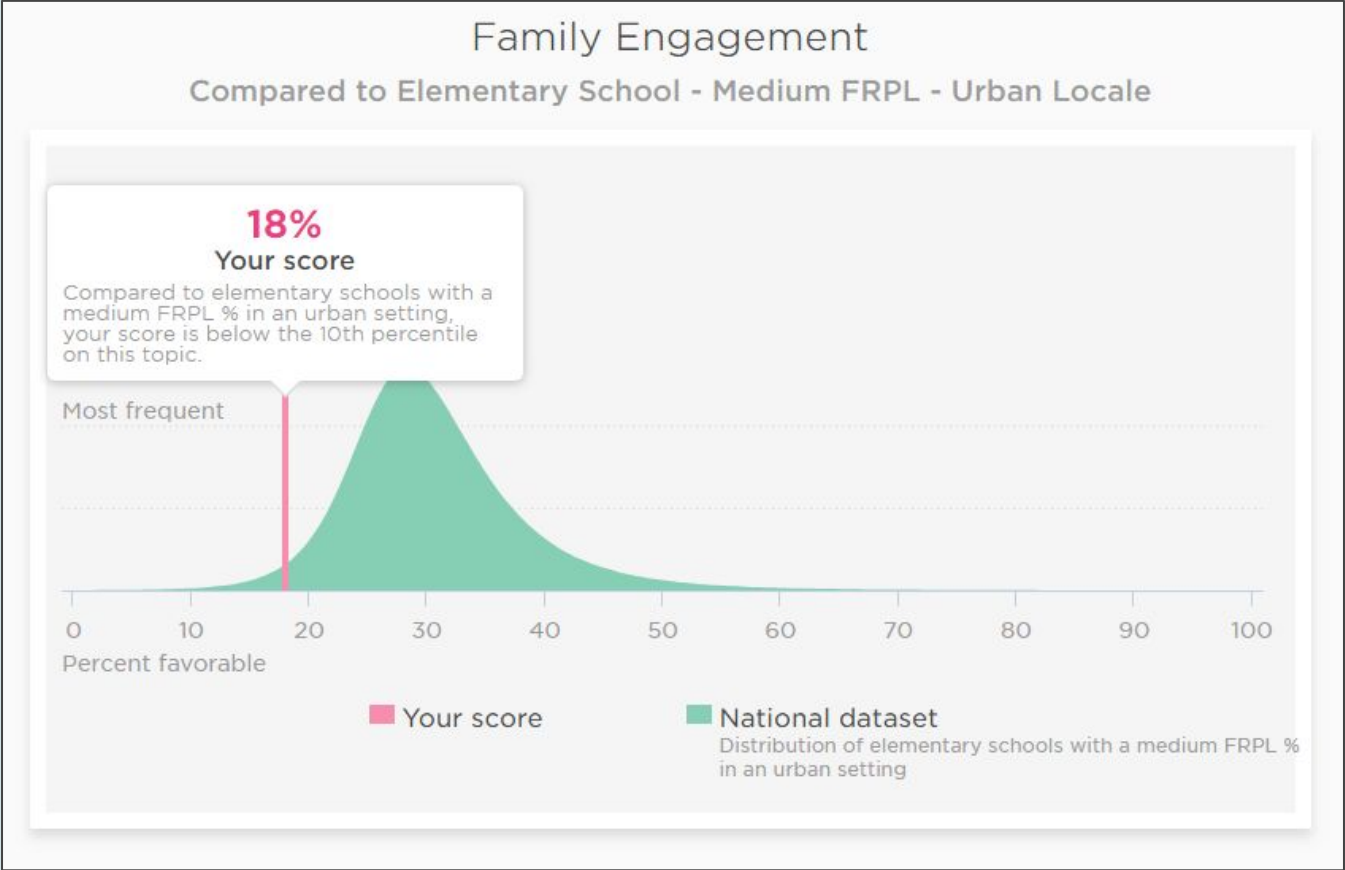 Family Engagement
Compared to Elementary School - Medium FRPL - Urban Locale
18%
Your score
Compared to elementary schools with a
medium FRPL % in an urban setting,
your score is below the 10th percentile
on this topic.
Most frequent
0 10 20 30 40 50 60 70 80 90 100
Percent favorable
Your score
National dataset
Distribution of elementary schools with a medium FRPL %
in an urban setting